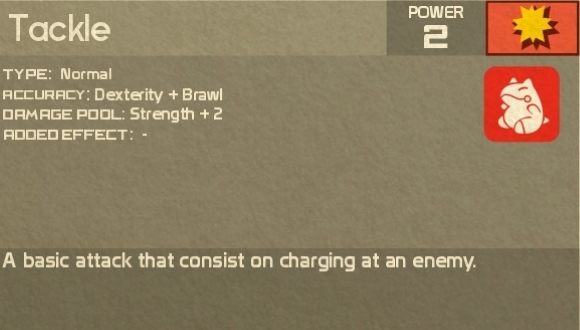 Tackle
POWER
2
TYPE: Normal
ACCURACY: Dexterity + Brawl
DAMAGE POOL: Strength + 2
ADDED EFFECT: -
A basic attack that consist on charging at an enemy.